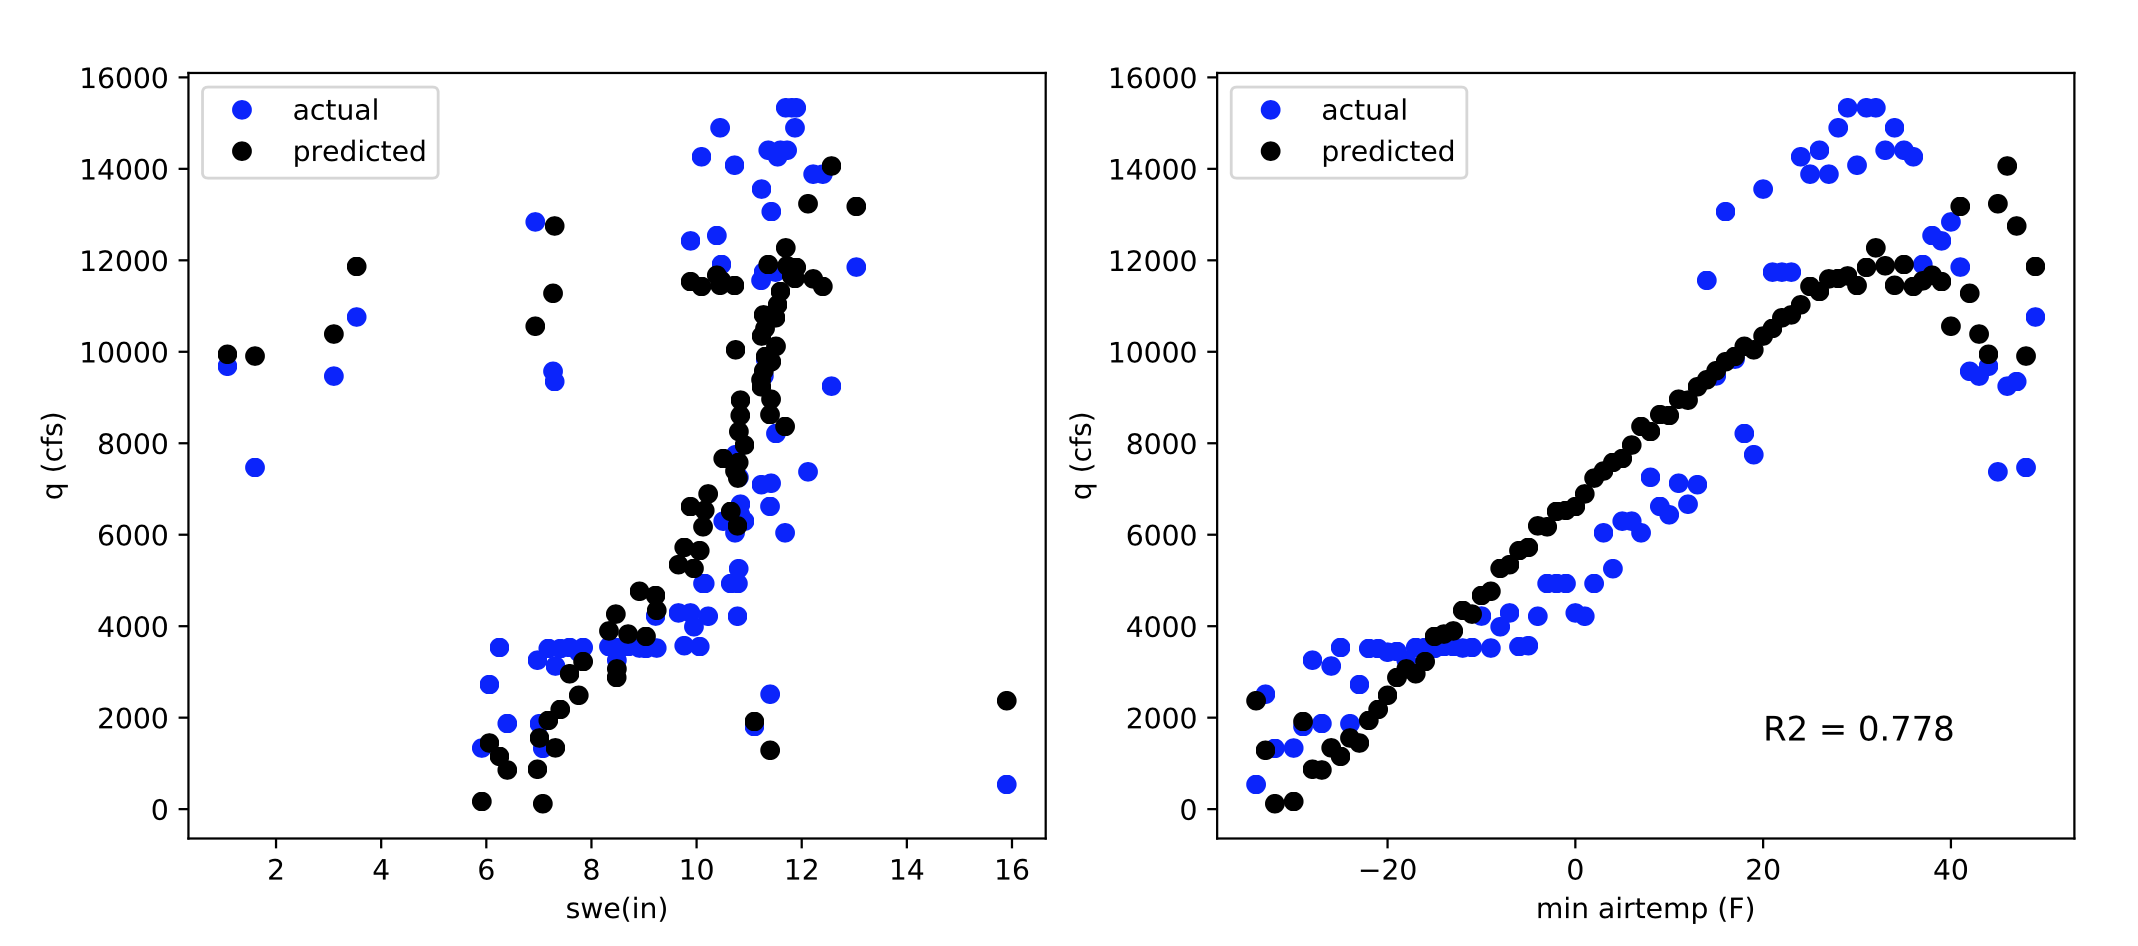 16000
14000
12000
10000
8000
6000
4000
2000
0
q (cfs)
actual
predicted
2 4 6 8 10 12 14 16
swe(in)
16000
14000
12000
10000
8000
6000
4000
2000
0
q (cfs)
actual
predicted
R2 = 0.778
−20 0 20 40
min airtemp (F)